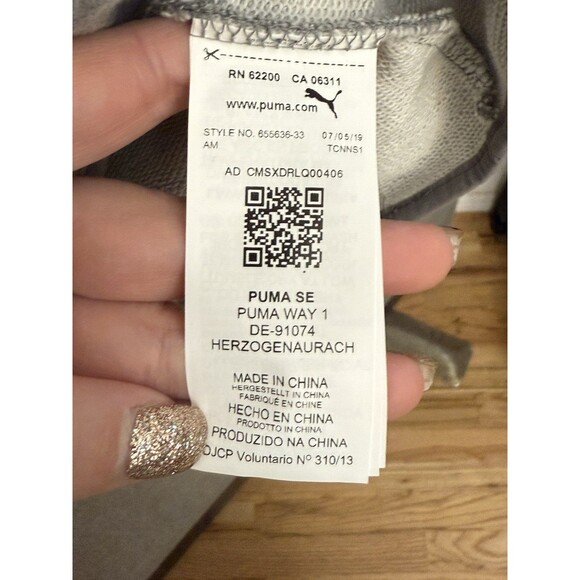 RN 62200 CA 06311
www.puma.com
STYLE NO. 655636-33 07/05/19
AM TCNNS1
AD CMSXDRLQ00406
PUMA SE
PUMA WAY 1
DE-91074
HERZOGENAURACH
MADE IN CHINA
HERGESTELLT IN CHINA
FABRIQUÉ EN CHINE
HECHO EN CHINA
PRODOTTO IN CHINA
PRODUZIDO NA CHINA
DJCP Voluntario Nº 310/13